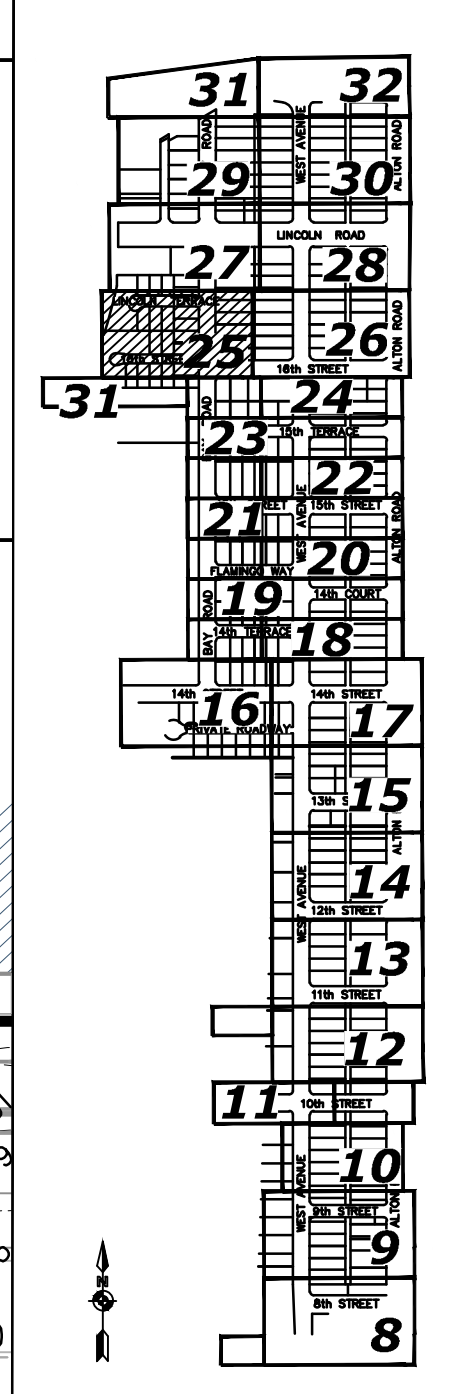 31
32
ROAD
WEST AVENUE
ALTON ROAD
29
30
LINCOLN ROAD
27
28
LINCOLN TERRACE
25
26
16th STREET
ALTON ROAD
16th STREET
31
24
23
15th TERRACE
22
21
15th STREET
WEST AVENUE
ALTON ROAD
20
FLAMINGO WAY
19
14th COURT
BAY ROAD
14th TERRACE
18
14th
16
14th STREET
17
PRIVATE ROADWAY
15
13th S
ALTON
14
WEST AVENUE
12th STREET
13
11th STREET
12
11
10th STREET
10
WEST AVENUE
ALTON
9th STREET
9
N
8th STREET
8